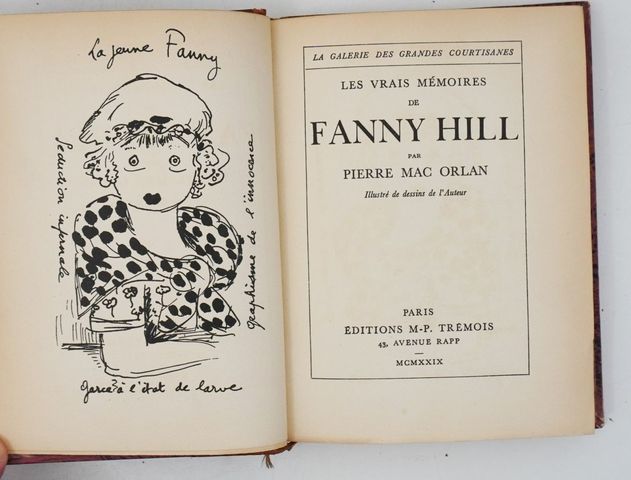 La jeune Fanny
Séduction infernale
graphisme de l'innocence
garce à l'état de larve
LA GALERIE DES GRANDES COURTISANES
LES VRAIS MÉMOIRES
DE
FANNY HILL
PAR
PIERRE MAC ORLAN
Illustré de dessins de l'Auteur
PARIS
ÉDITIONS M-P. TRÉMOIS
43, AVENUE RAPP
MCMXXIX